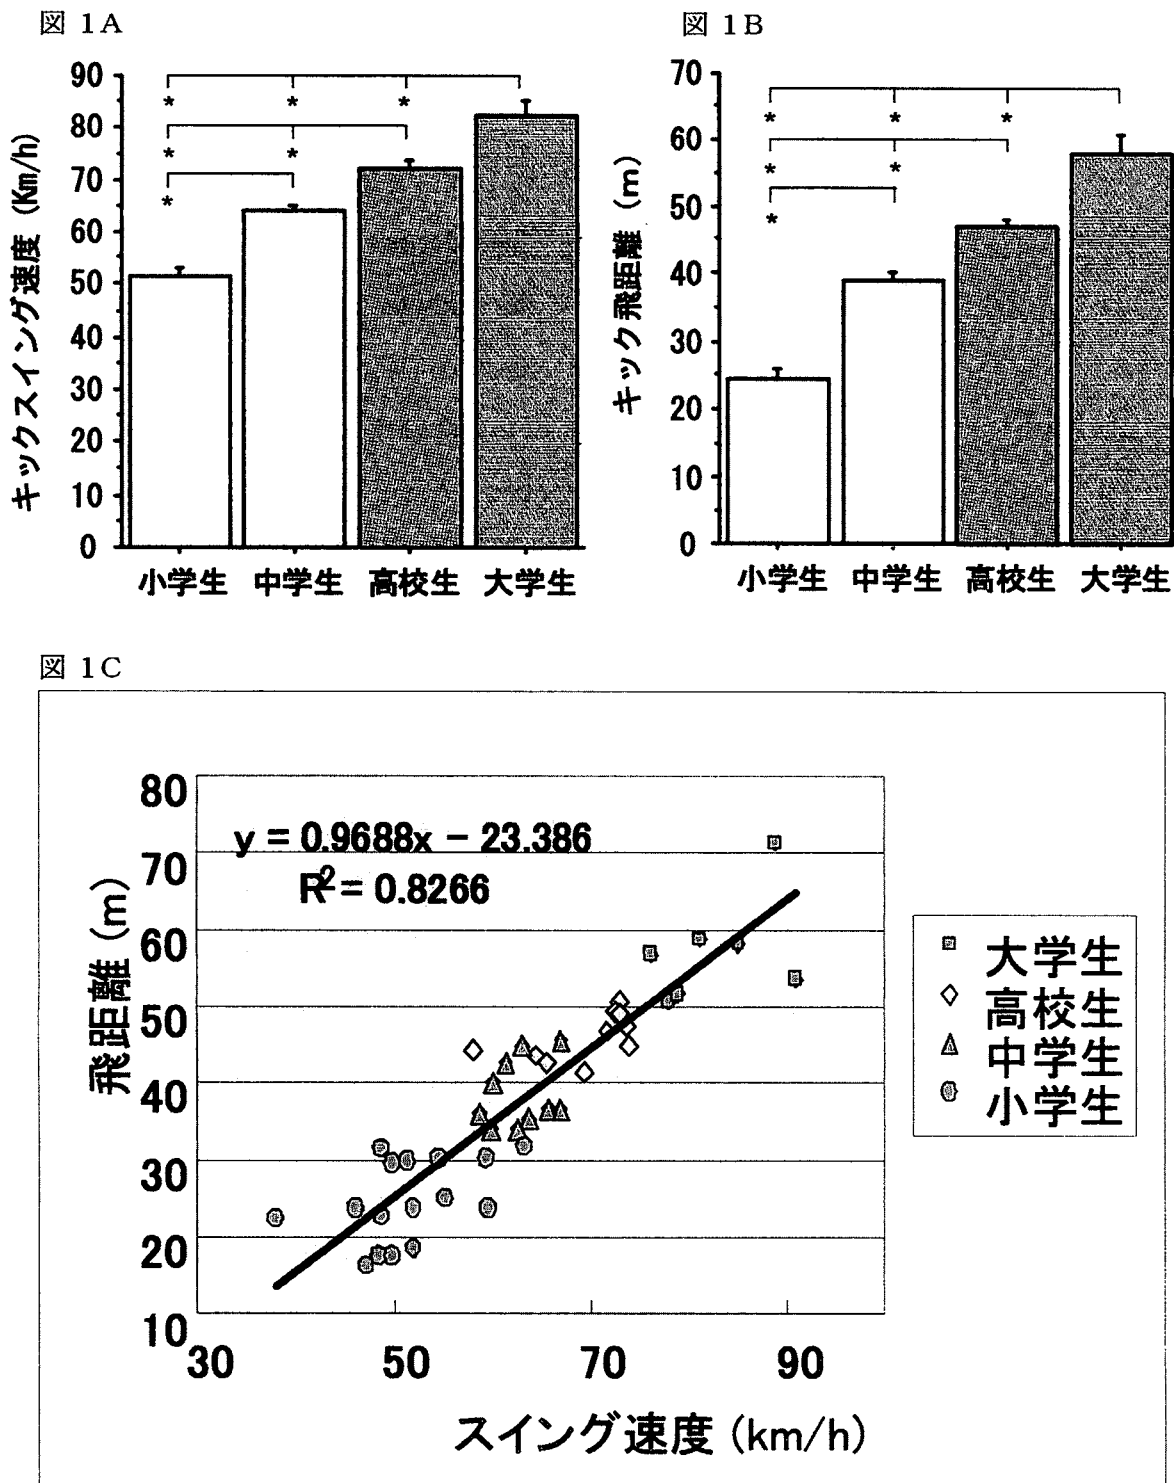 図 1A
キックスイング速度 (Km/h)
90
80
70
60
50
40
30
20
10
0
* * *
* *
*
小学生 中学生 高校生 大学生
図 1B
キック飛距離 (m)
70
60
50
40
30
20
10
0
* * *
* *
*
小学生 中学生 高校生 大学生
図 1C
飛距離 (m)
80
70
60
50
40
30
20
10
y = 0.9688x − 23.386
R² = 0.8266
30 50 70 90
スイング速度 (km/h)
大学生
高校生
中学生
小学生